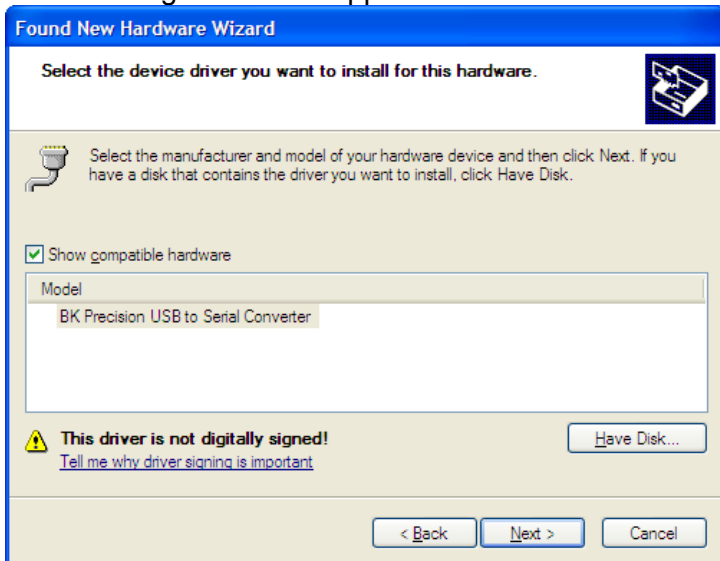 Found New Hardware Wizard
Select the device driver you want to install for this hardware.
Select the manufacturer and model of your hardware device and then click Next. If you
have a disk that contains the driver you want to install, click Have Disk.
Show compatible hardware
Model
BK Precision USB to Serial Converter
This driver is not digitally signed!
Have Disk...
Tell me why driver signing is important
< Back
Next >
Cancel